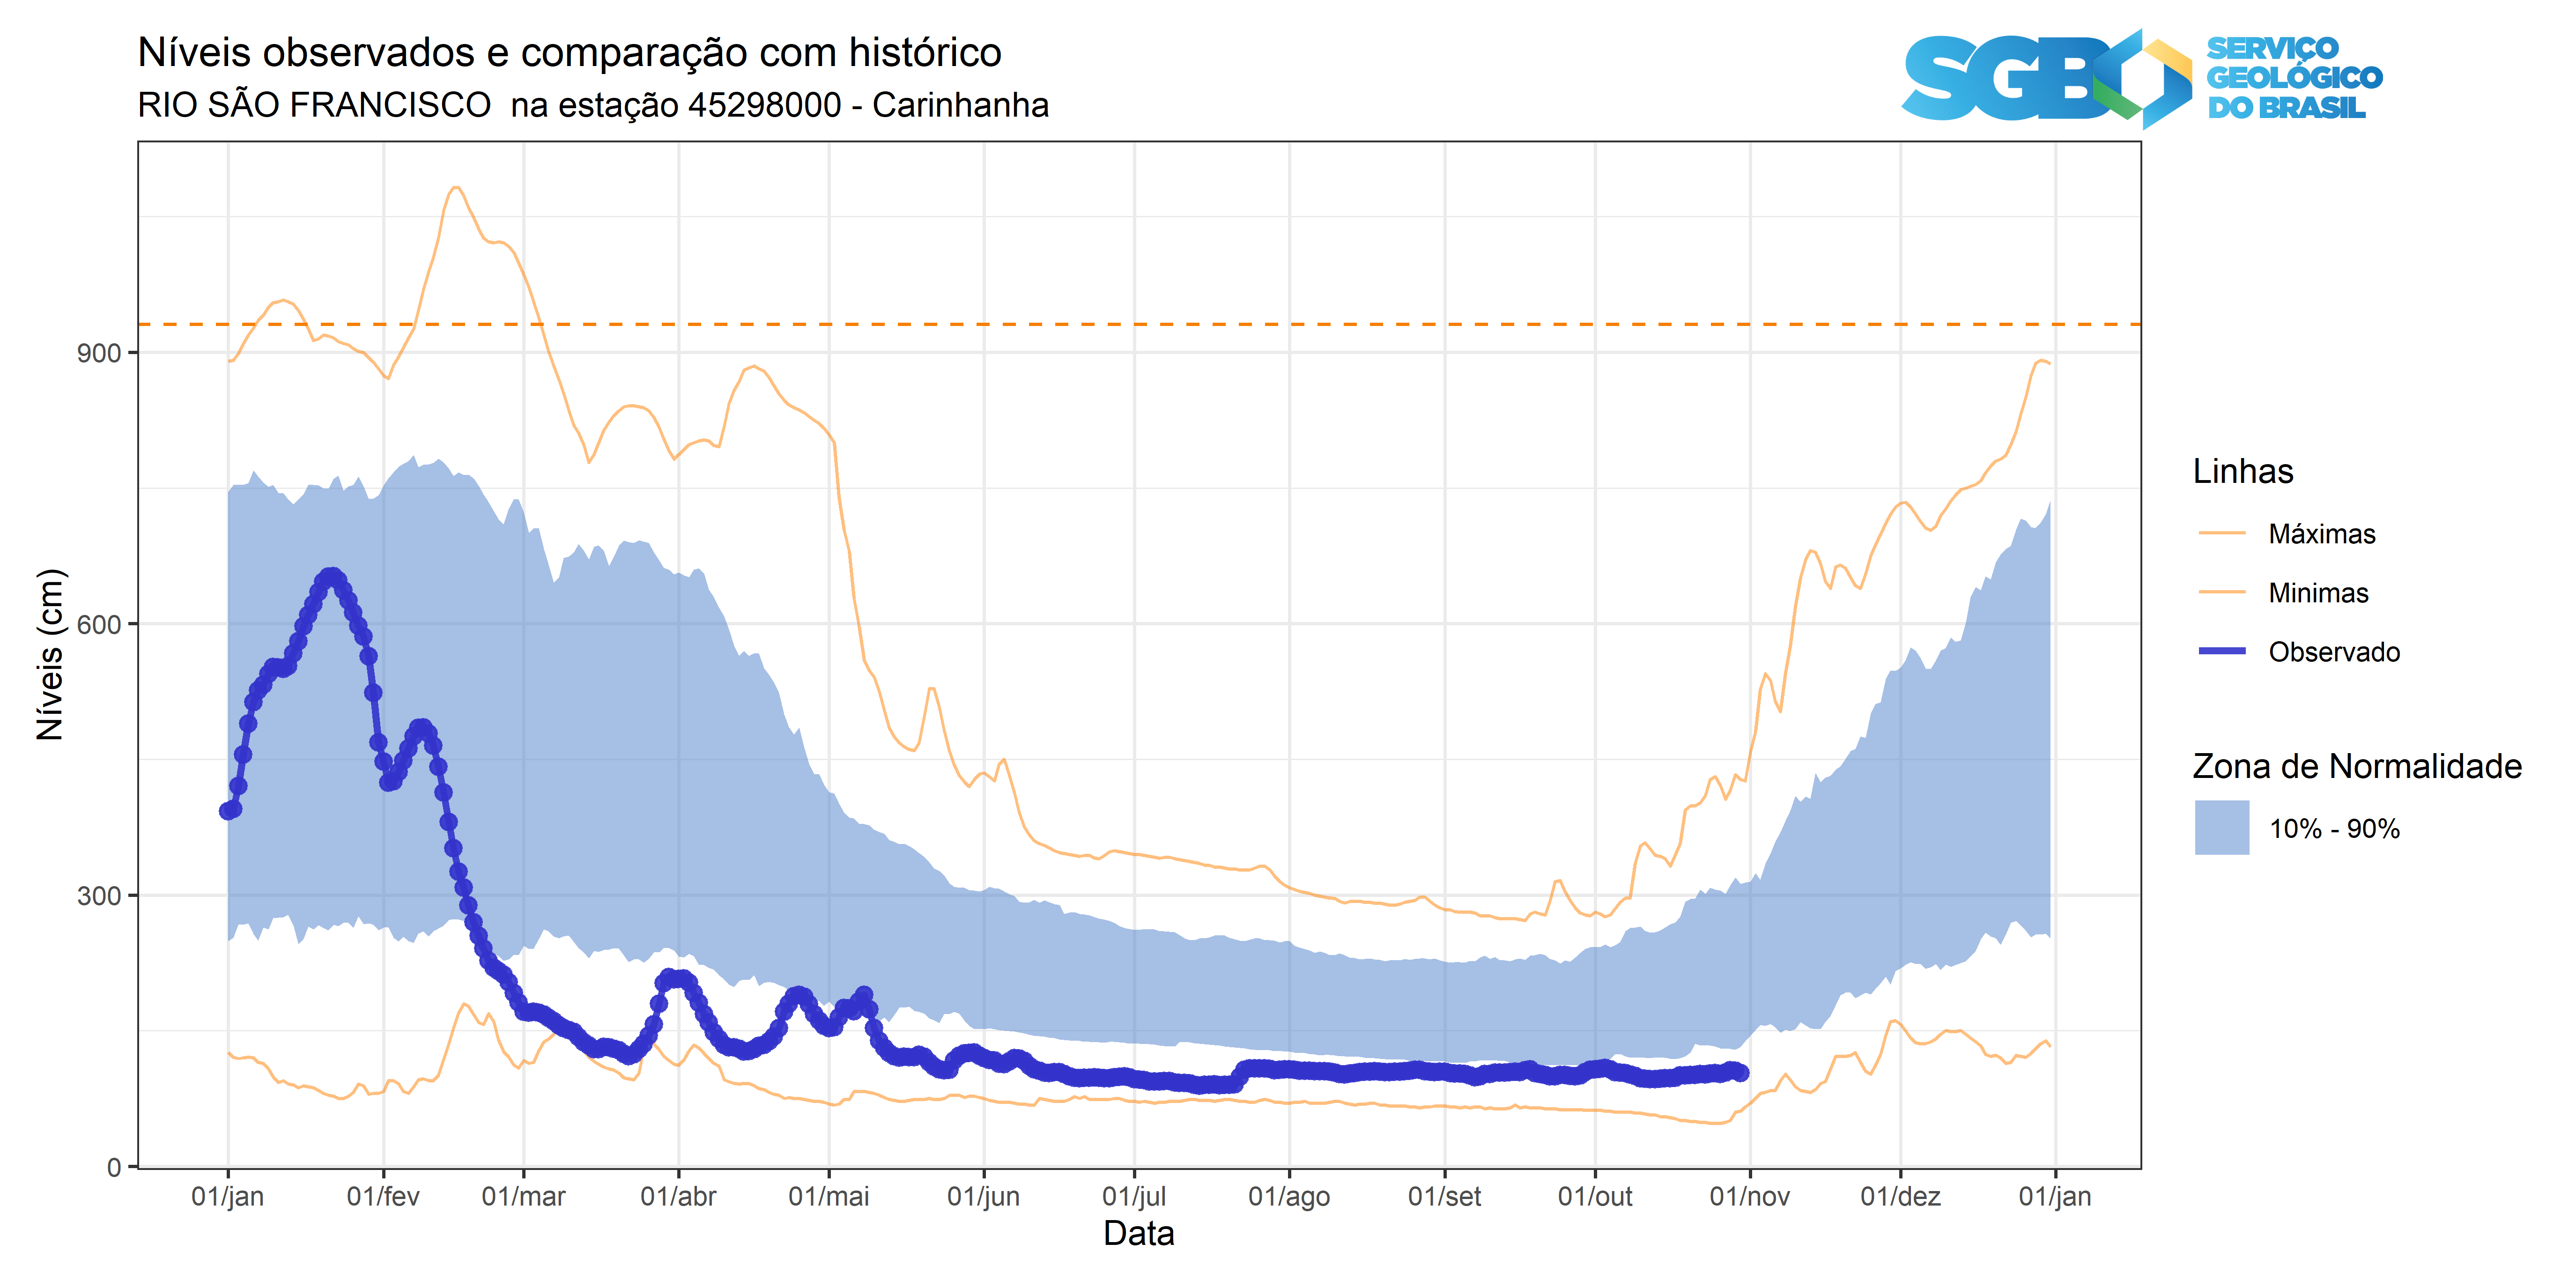 Níveis observados e comparação com histórico
RIO SÃO FRANCISCO  na estação 45298000 - Carinhanha
SGB
SERVIÇO
GEOLÓGICO
DO BRASIL
Níveis (cm)
900
600
300
0
01/jan
01/fev
01/mar
01/abr
01/mai
01/jun
01/jul
01/ago
01/set
01/out
01/nov
01/dez
01/jan
Data
Linhas
Máximas
Minimas
Observado
Zona de Normalidade
10% - 90%